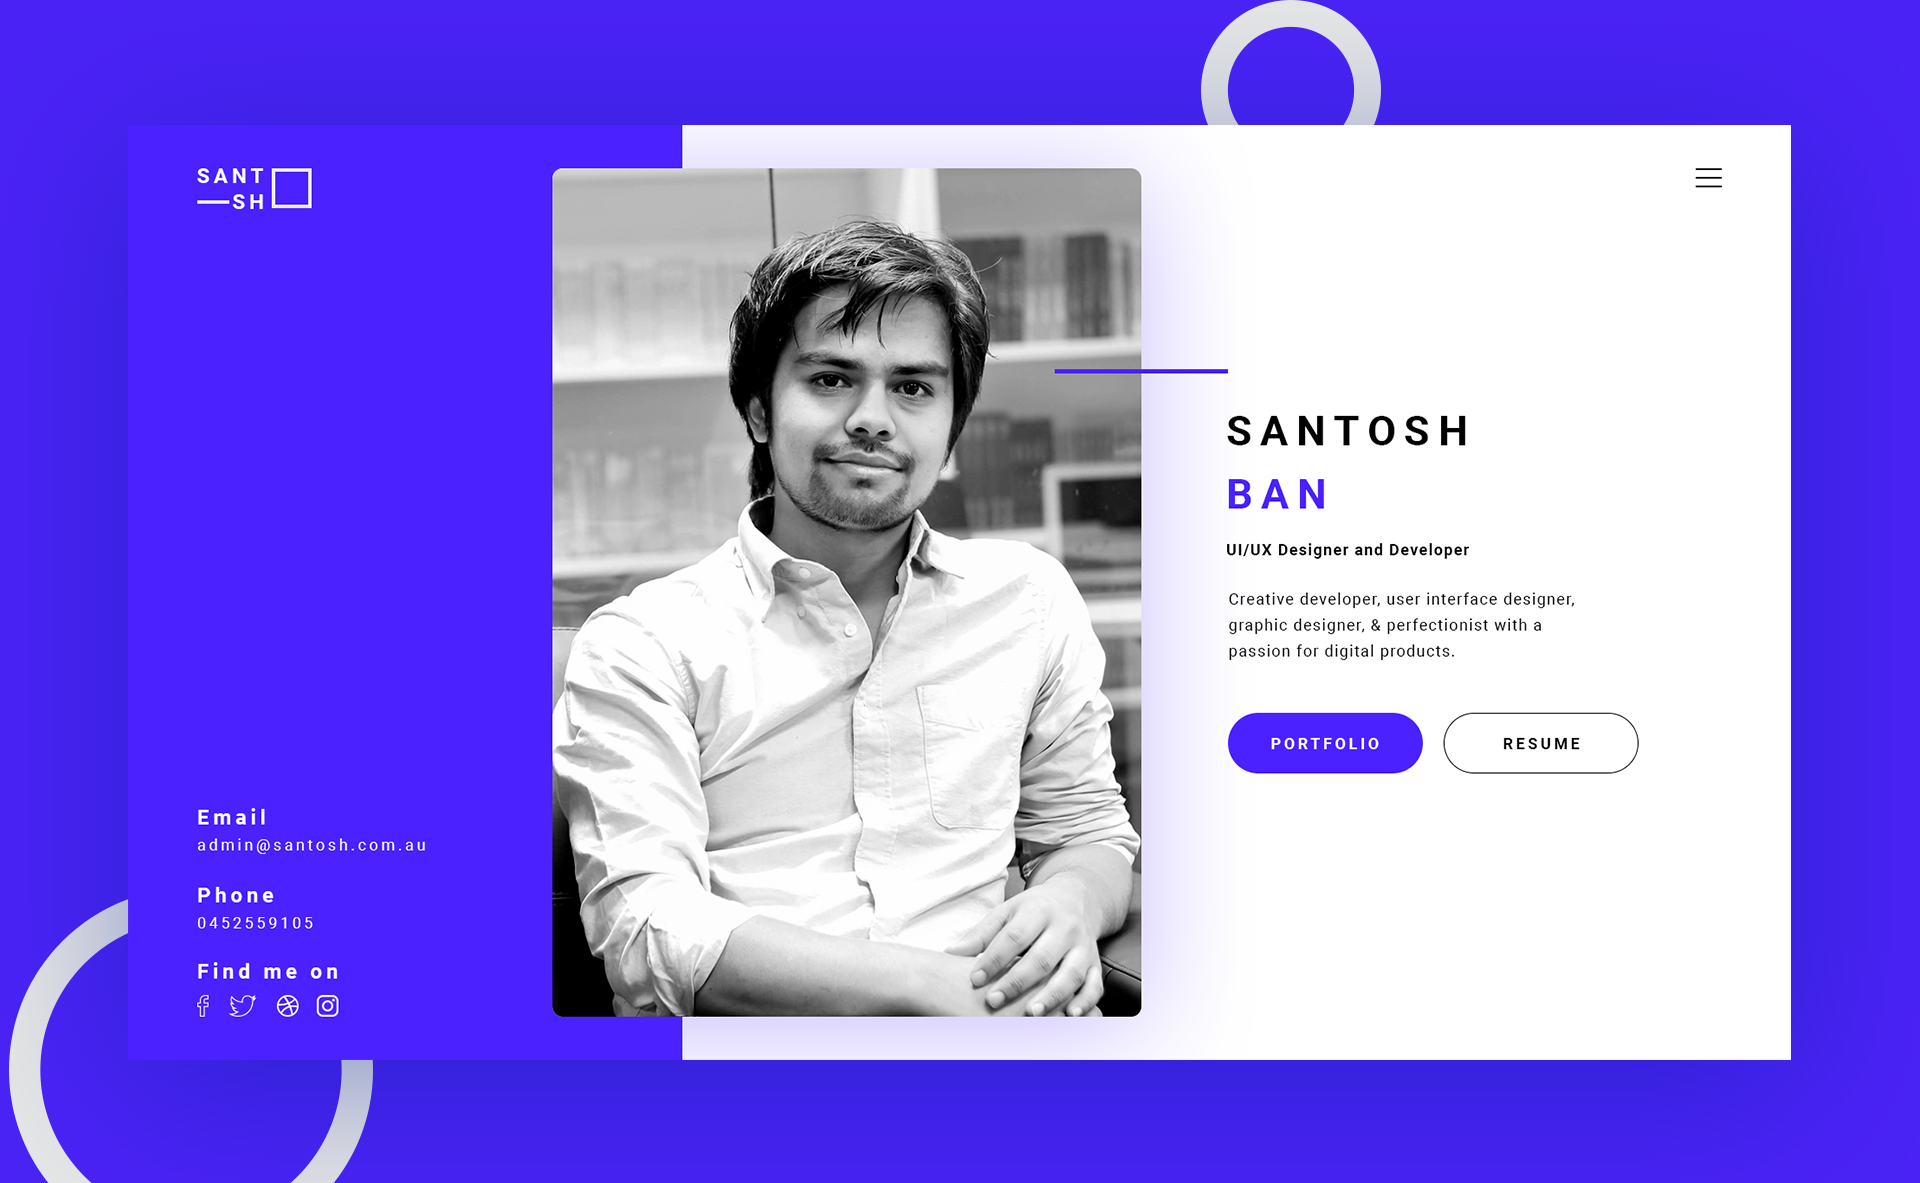 SANT
SH
SANTOSH
BAN
UI/UX Designer and Developer
Creative developer, user interface designer,
graphic designer, & perfectionist with a
passion for digital products.
PORTFOLIO
RESUME
Email
admin@santosh.com.au
Phone
0452559105
Find me on